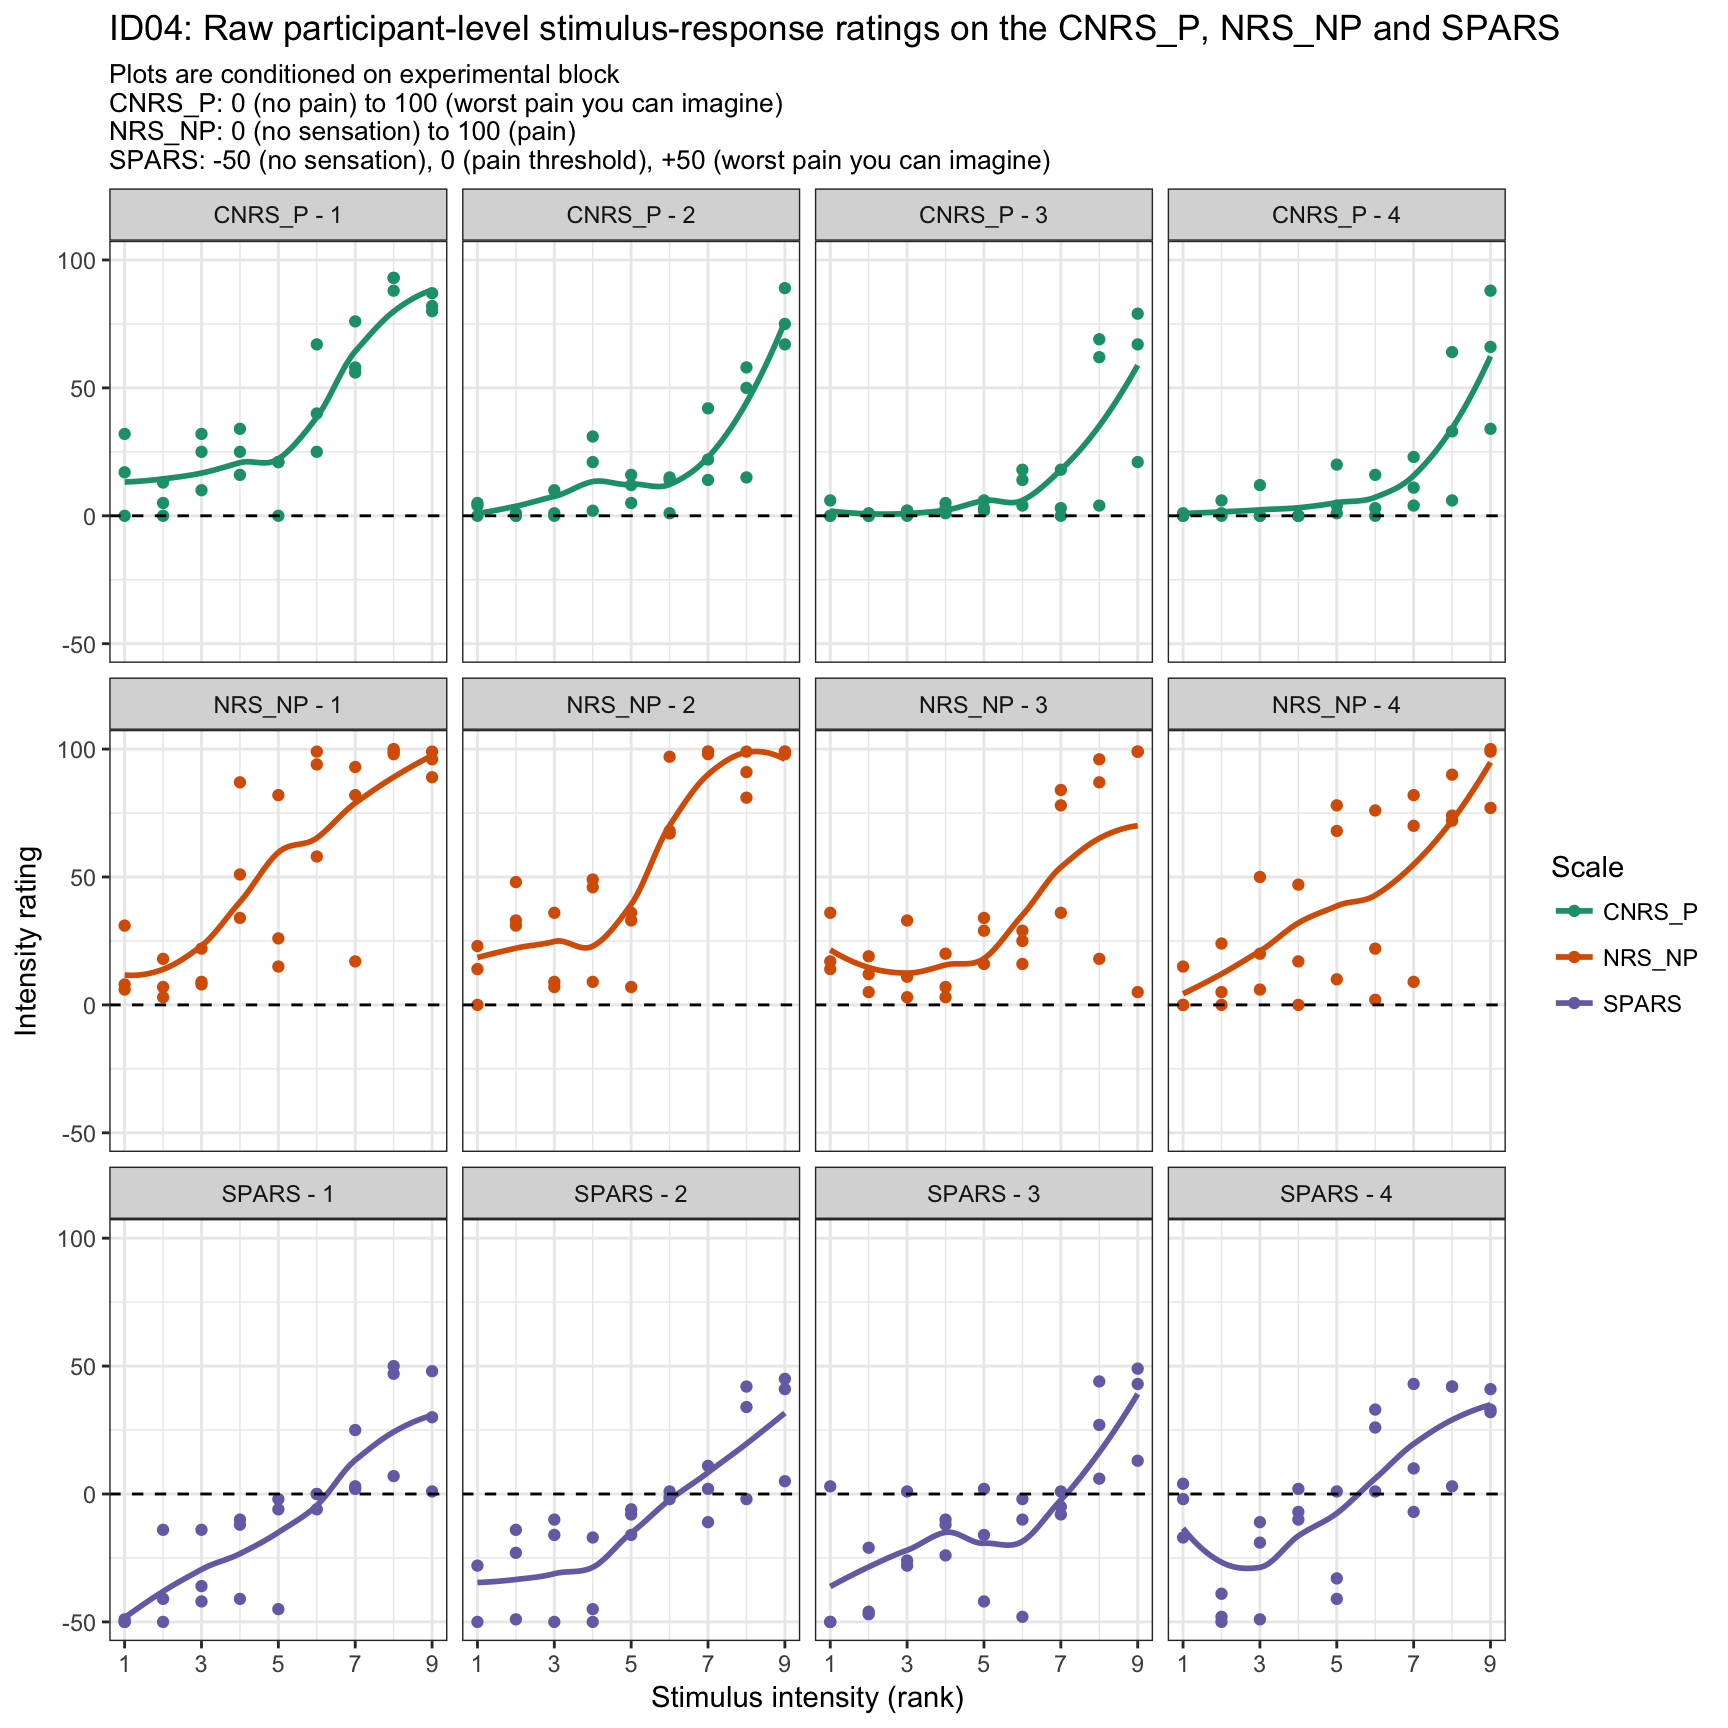 ID04: Raw participant-level stimulus-response ratings on the CNRS_P, NRS_NP and SPARS
Plots are conditioned on experimental block
CNRS_P: 0 (no pain) to 100 (worst pain you can imagine)
NRS_NP: 0 (no sensation) to 100 (pain)
SPARS: -50 (no sensation), 0 (pain threshold), +50 (worst pain you can imagine)
CNRS_P - 1
CNRS_P - 2
CNRS_P - 3
CNRS_P - 4
100
50
0
-50
NRS_NP - 1
NRS_NP - 2
NRS_NP - 3
NRS_NP - 4
100
50
0
-50
SPARS - 1
SPARS - 2
SPARS - 3
SPARS - 4
100
50
0
-50
1 3 5 7 9
1 3 5 7 9
1 3 5 7 9
1 3 5 7 9
Stimulus intensity (rank)
Intensity rating
Scale
CNRS_P
NRS_NP
SPARS